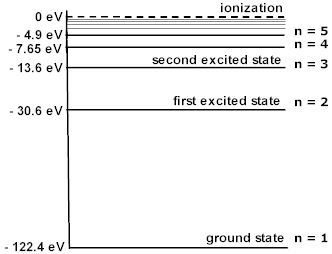 ionization
0 eV
- 4.9 eV n = 5
- 7.65 eV n = 4
- 13.6 eV second excited state n = 3
- 30.6 eV first excited state n = 2
- 122.4 eV ground state n = 1